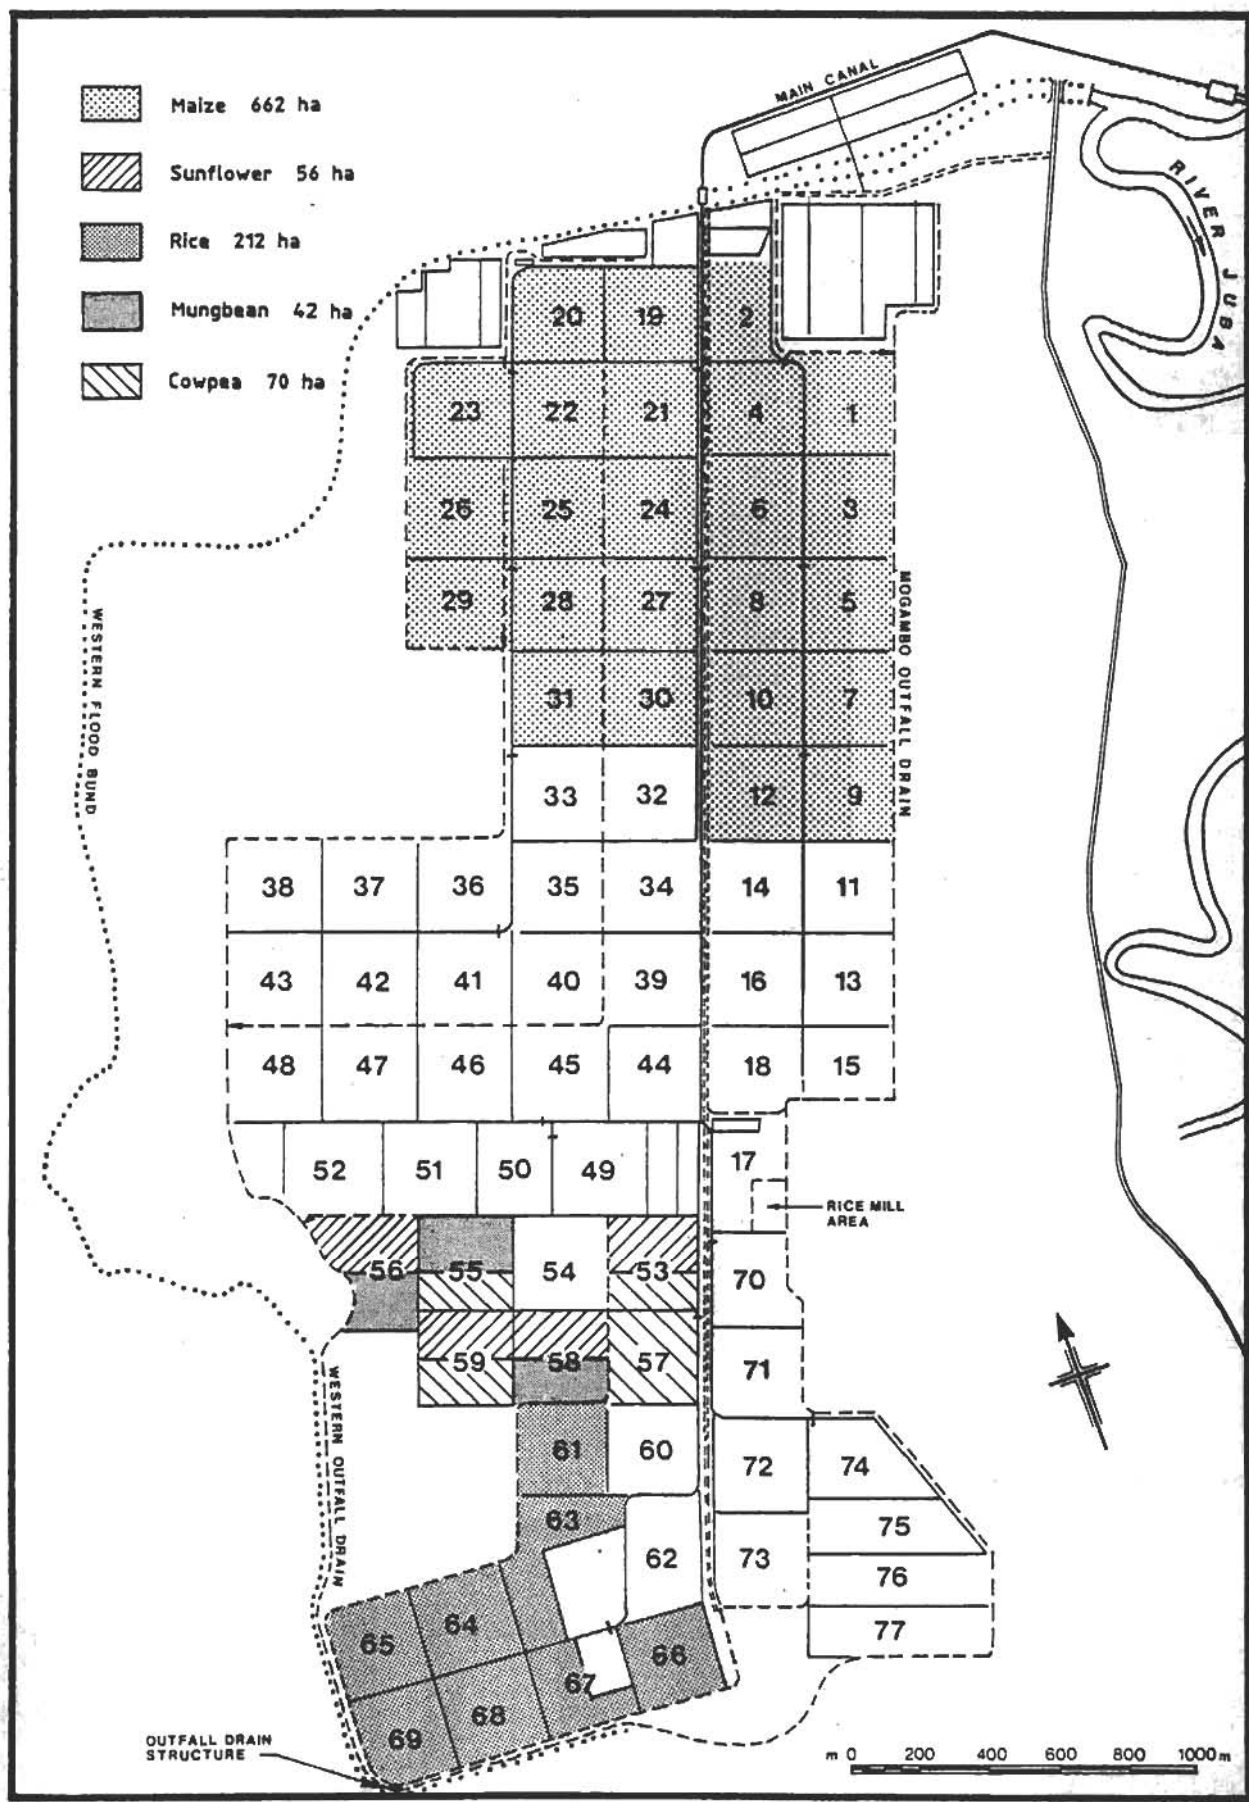 MAIN CANAL
Maize 662 ha
Sunflower 56 ha
Rice 212 ha
Mungbean 42 ha
Cowpea 70 ha
RIVER JUBA
20 19 2
23 22 21 4 1
26 25 24 6 3
29 28 27 8 5
31 30 10 7
33 32 12 9
MOGAMBO OUTFALL DRAIN
WESTERN FLOOD BUND
38 37 36 35 34 14 11
43 42 41 40 39 16 13
48 47 46 45 44 18 15
52 51 50 49 17
RICE MILL
AREA
56 55 54 53 70
59 58 57 71
WESTERN OUTFALL DRAIN
61 60 72 74
63 75
62 73 76
65 64 77
67 66
69 68
OUTFALL DRAIN
STRUCTURE
m 0 200 400 600 800 1000 m